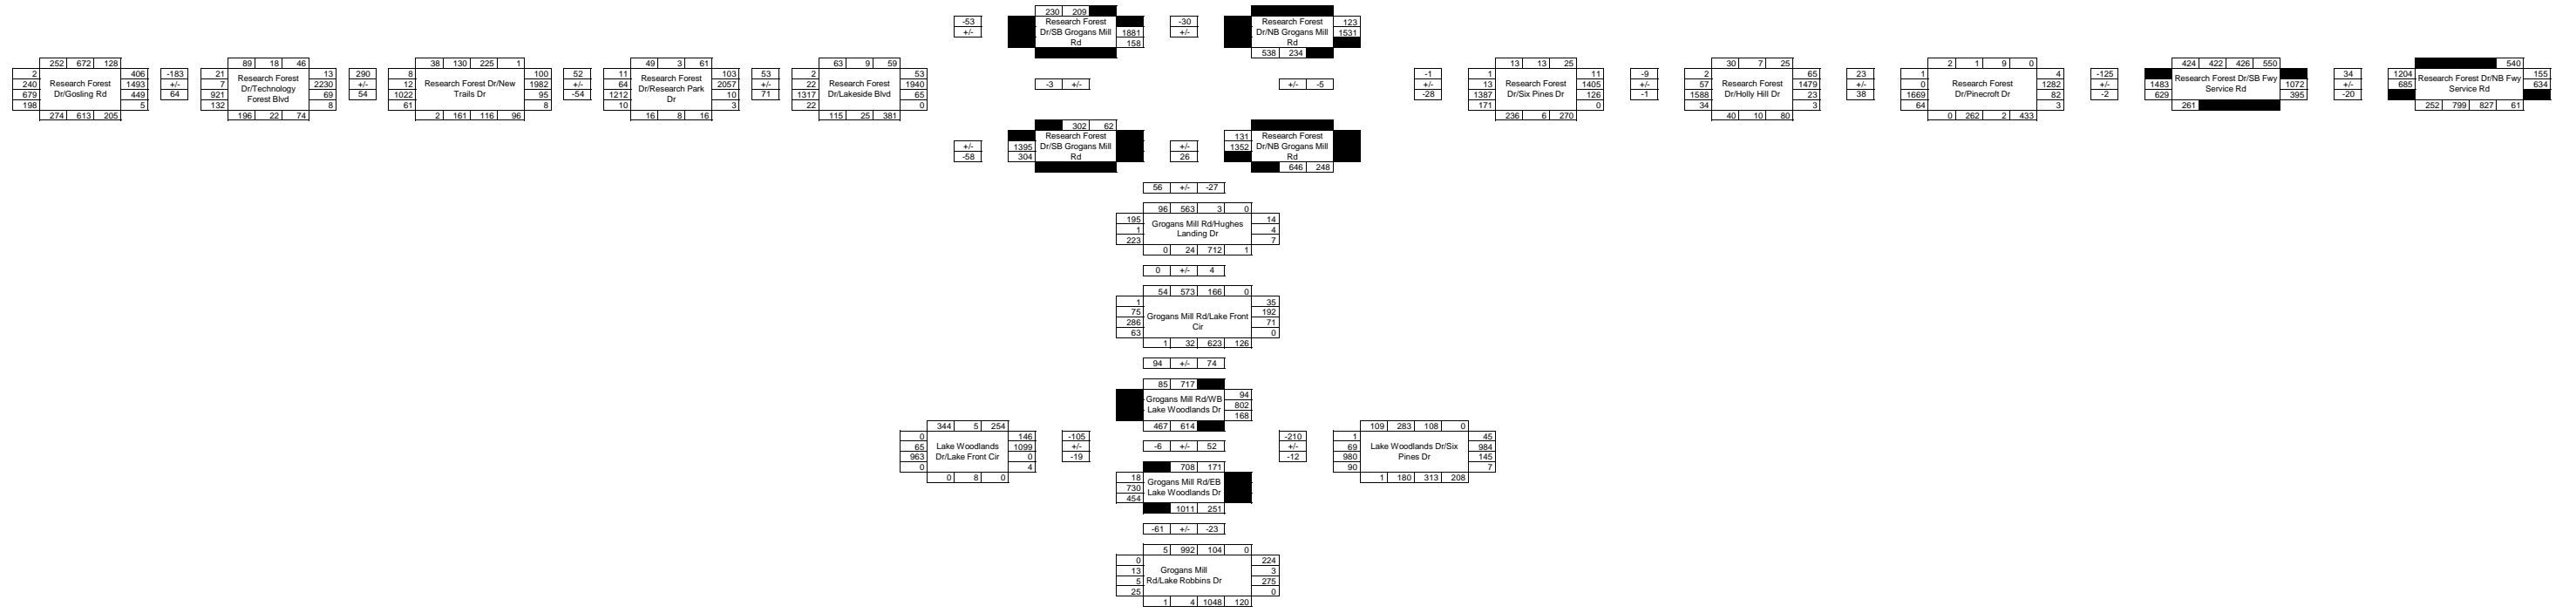 230 209
Research Forest
Dr/SB Grogans Mill
Rd
1881
158
-53
+/-
-30
+/-
Research Forest
Dr/NB Grogans Mill
Rd
123
1531
538 234
252 672 128
2
240
679
198
Research Forest
Dr/Gosling Rd
406
1493
449
5
274 613 205
-183
+/-
64
89 18 46
21
7
921
132
Research Forest
Dr/Technology
Forest Blvd
13
2230
69
8
196 22 74
290
+/-
54
38 130 225 1
8
12
1022
61
Research Forest Dr/New
Trails Dr
100
1982
95
8
2 161 116 96
52
+/-
-54
49 3 61
11
64
1212
10
Research Forest
Dr/Research Park
Dr
103
2057
10
3
16 8 16
53
+/-
71
63 9 59
2
22
1317
22
Research Forest
Dr/Lakeside Blvd
53
1940
65
0
115 25 381
-3 +/-
+/- -5
-1
+/-
-28
13 13 25
1
13
1387
171
Research Forest
Dr/Six Pines Dr
11
1405
126
0
236 6 270
-9
+/-
-1
30 7 25
2
57
1588
34
Research Forest
Dr/Holly Hill Dr
65
1479
23
3
40 10 80
23
+/-
38
2 1 9 0
1
0
1669
64
Research Forest
Dr/Pinecroft Dr
4
1282
82
3
0 262 2 433
-125
+/-
-2
424 422 426 550
1483
629
Research Forest Dr/SB Fwy
Service Rd
1072
395
261
34
+/-
-20
540
1204
685
Research Forest Dr/NB Fwy
Service Rd
155
634
252 799 827 61
+/-
-58
302 62
1395
304
Research Forest
Dr/SB Grogans Mill
Rd
+/-
26
131
1352
Research Forest
Dr/NB Grogans Mill
Rd
646 248
56 +/- -27
96 563 3 0
195
1
223
Grogans Mill Rd/Hughes
Landing Dr
14
4
7
0 24 712 1
0 +/- 4
54 573 166 0
1
75
286
63
Grogans Mill Rd/Lake Front
Cir
35
192
71
0
1 32 623 126
94 +/- 74
85 717
Grogans Mill Rd/WB
Lake Woodlands Dr
94
802
168
467 614
344 5 254
0
65
963
0
Lake Woodlands
Dr/Lake Front Cir
146
1099
0
4
0 8 0
-105
+/-
-19
-6 +/- 52
-210
+/-
-12
109 283 108 0
1
69
980
90
Lake Woodlands Dr/Six
Pines Dr
45
984
145
7
1 180 313 208
708 171
18
730
454
Grogans Mill Rd/EB
Lake Woodlands Dr
1011 251
-61 +/- -23
5 992 104 0
0
13
5
25
Grogans Mill
Rd/Lake Robbins Dr
224
3
275
0
1 4 1048 120